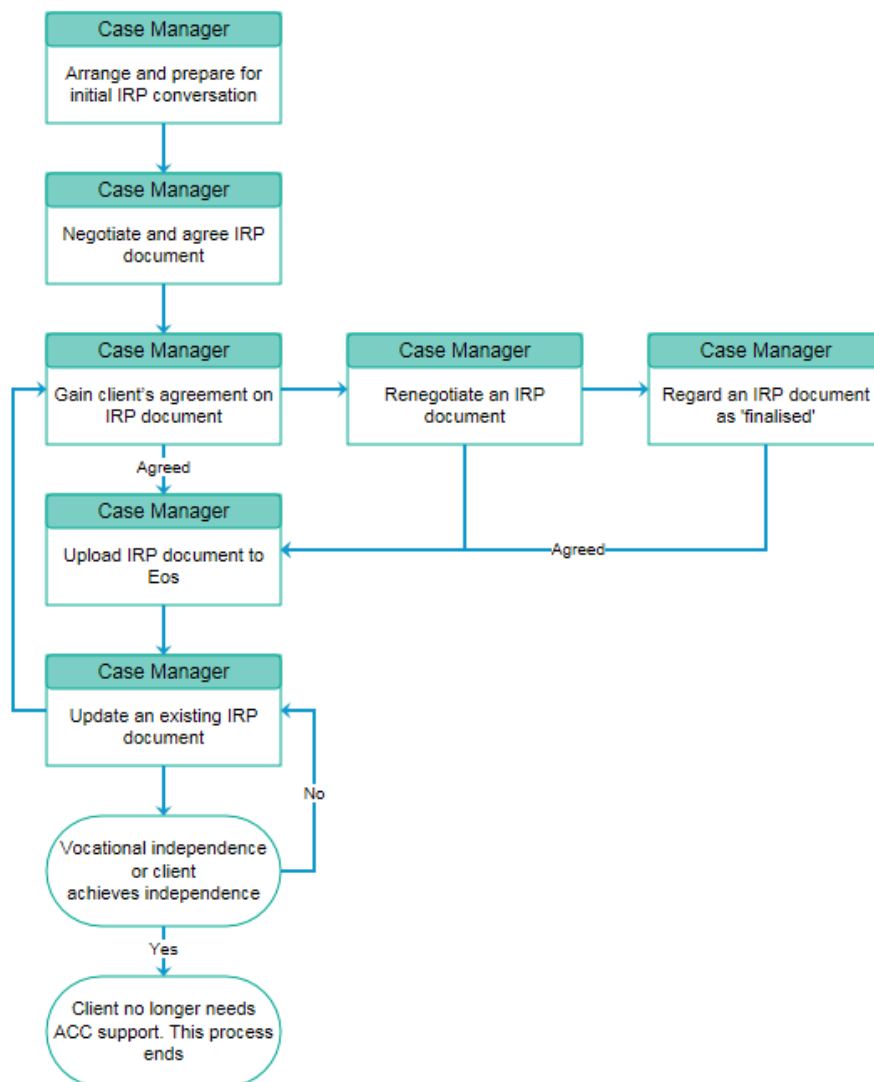 Case Manager
Arrange and prepare for
initial IRP conversation
Case Manager
Negotiate and agree IRP
document
Case Manager
Gain client's agreement on
IRP document
Case Manager
Renegotiate an IRP
document
Case Manager
Regard an IRP document
as 'finalised'
Agreed
Case Manager
Upload IRP document to
Eos
Agreed
Case Manager
Update an existing IRP
document
No
Vocational independence
or client
achieves independence
Yes
Client no longer needs
ACC support. This process
ends